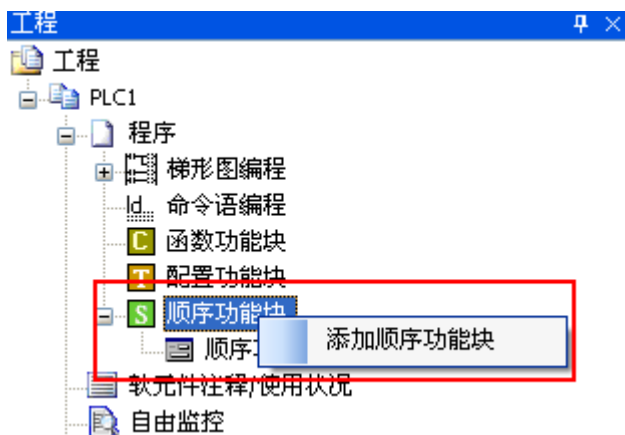 工程
工程
PLC1
程序
梯形图编程
命令语编程
C 函数功能块
T 配置功能块
S 顺序功能块
顺序
添加顺序功能块
软元件注释/使用状况
自由监控